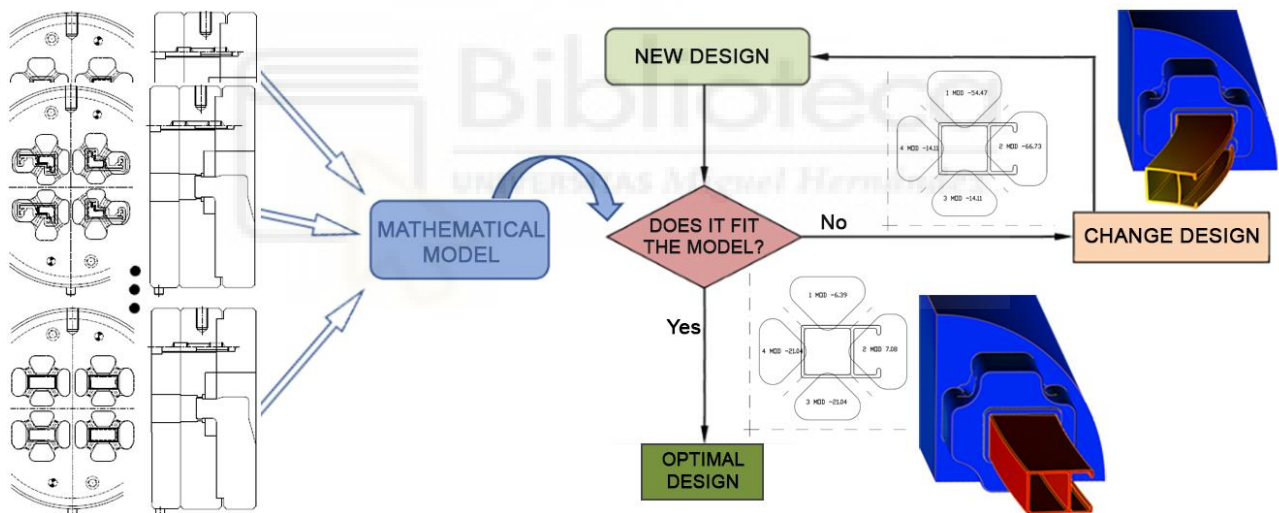 Biblioteca
UNIVERSITAS Miguel Hernández
NEW DESIGN
MATHEMATICAL
MODEL
DOES IT FIT
THE MODEL?
No
CHANGE DESIGN
Yes
OPTIMAL
DESIGN
1 MOD -54.47
4 MOD -14.11
2 MOD -66.73
3 MOD -14.11
1 MOD -6.39
4 MOD -21.04
2 MOD 7.08
3 MOD -21.04